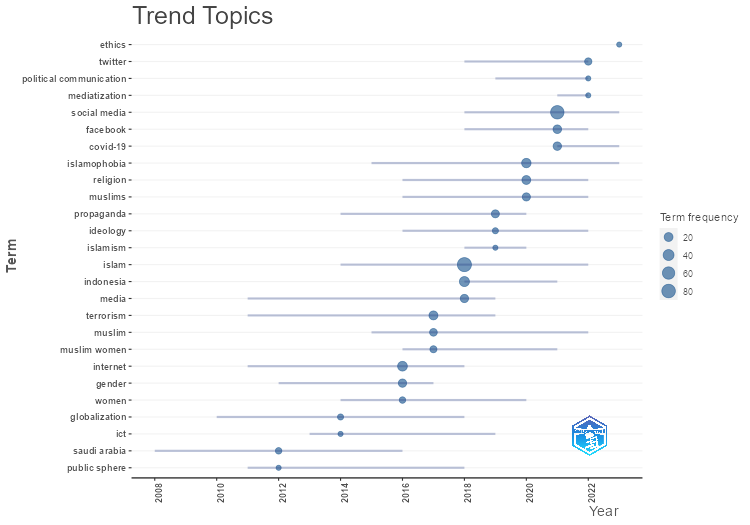 Trend Topics
Term
ethics
twitter
political communication
mediatization
social media
facebook
covid-19
islamophobia
religion
muslims
propaganda
ideology
islamism
islam
indonesia
media
terrorism
muslim
muslim women
internet
gender
women
globalization
ict
saudi arabia
public sphere
2008
2010
2012
2014
2016
2018
2020
2022
Year
Term frequency
20
40
60
80